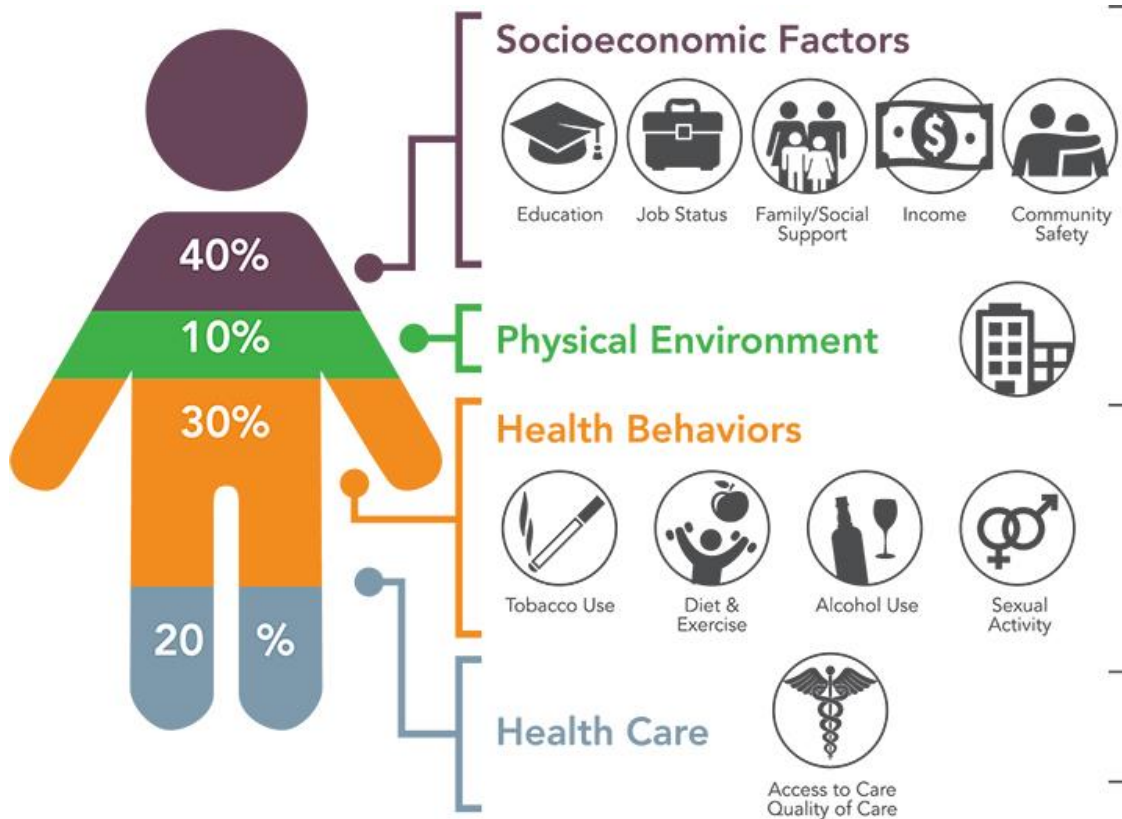 Socioeconomic Factors
$
Education
Job Status
Family/Social
Support
Income
Community
Safety
40%
10%
Physical Environment
30%
Health Behaviors
Tobacco Use
Diet &
Exercise
Alcohol Use
Sexual
Activity
20 %
Health Care
Access to Care
Quality of Care